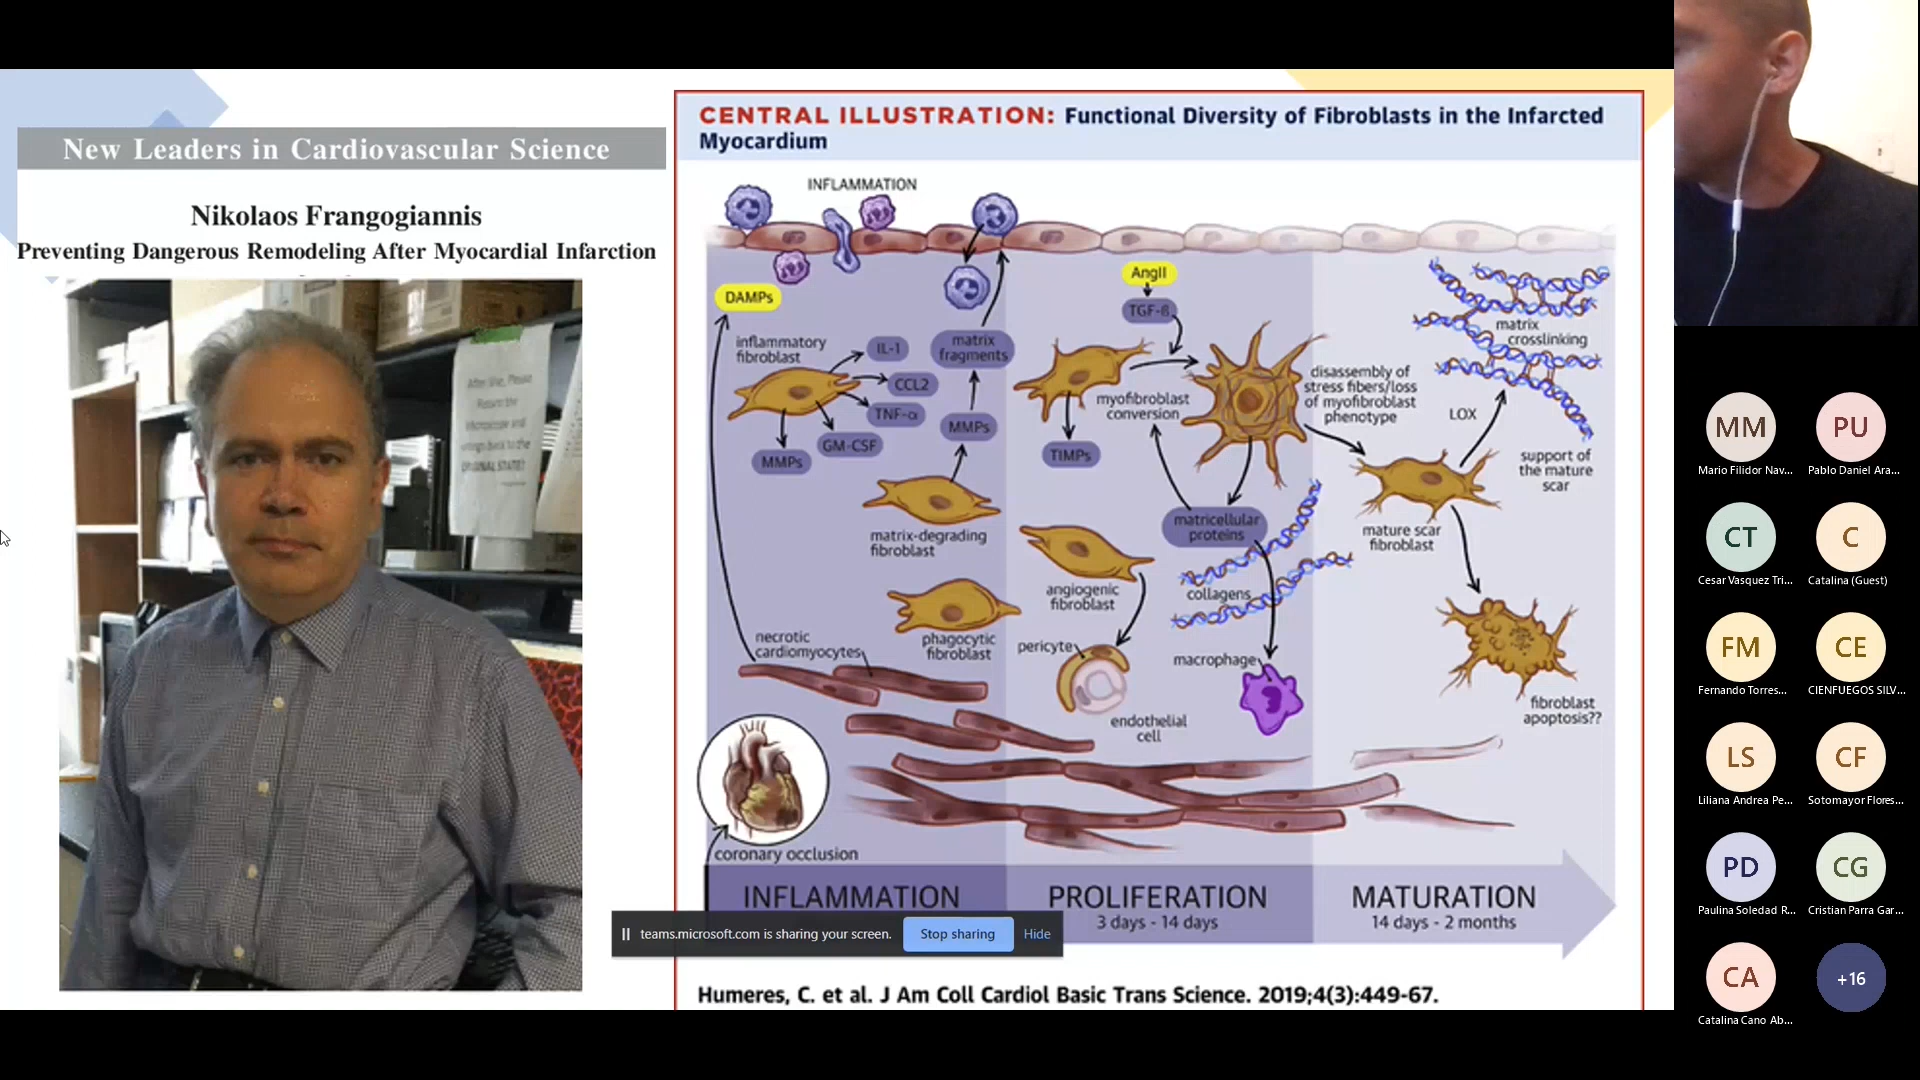 New Leaders in Cardiovascular Science
Nikolaos Frangogiannis
Preventing Dangerous Remodeling After Myocardial Infarction
After Use, Please
CENTRAL ILLUSTRATION: Functional Diversity of Fibroblasts in the Infarcted
Myocardium
INFLAMMATION
DAMPs
inflammatory
fibroblast
IL-1
CCL2
TNF-α
GM-CSF
MMPs
matrix
fragments
MMPs
matrix-degrading
fibroblast
phagocytic
fibroblast
necrotic
cardiomyocytes
coronary occlusion
AngII
TGF-ß
myofibroblast
conversion
TIMPs
matricellular
proteins
angiogenic
fibroblast
collagens
pericyte
macrophage
endothelial
cell
disassembly of
stress fibers/loss
of myofibroblast
phenotype
matrix
crosslinking
LOX
support of
the mature
scar
mature scar
fibroblast
fibroblast
apoptosis??
INFLAMMATION
PROLIFERATION
3 days - 14 days
MATURATION
14 days - 2 months
teams.microsoft.com is sharing your screen.
Stop sharing
Hide
Humeres, C. et al. J Am Coll Cardiol Basic Trans Science. 2019;4(3):449-67.
MM
Mario Filidor Nav...
PU
Pablo Daniel Ara...
CT
Cesar Vasquez Tri...
C
Catalina (Guest)
FM
Fernando Torres...
CE
CIENFUEGOS SILV...
LS
Liliana Andrea Pe...
CF
Sotomayor Flores...
PD
Paulina Soledad R...
CG
Cristian Parra Gar...
CA
Catalina Cano Ab...
+16